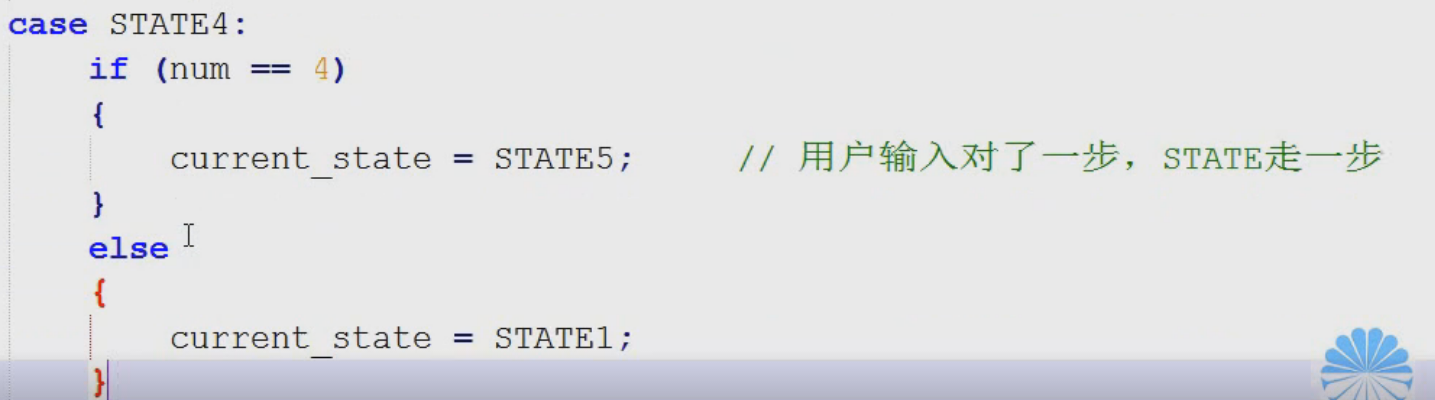 case STATE4:
if (num == 4)
{
current_state = STATE5; // 用户输入对了一步，STATE走一步
}
else
{
current_state = STATE1;
}